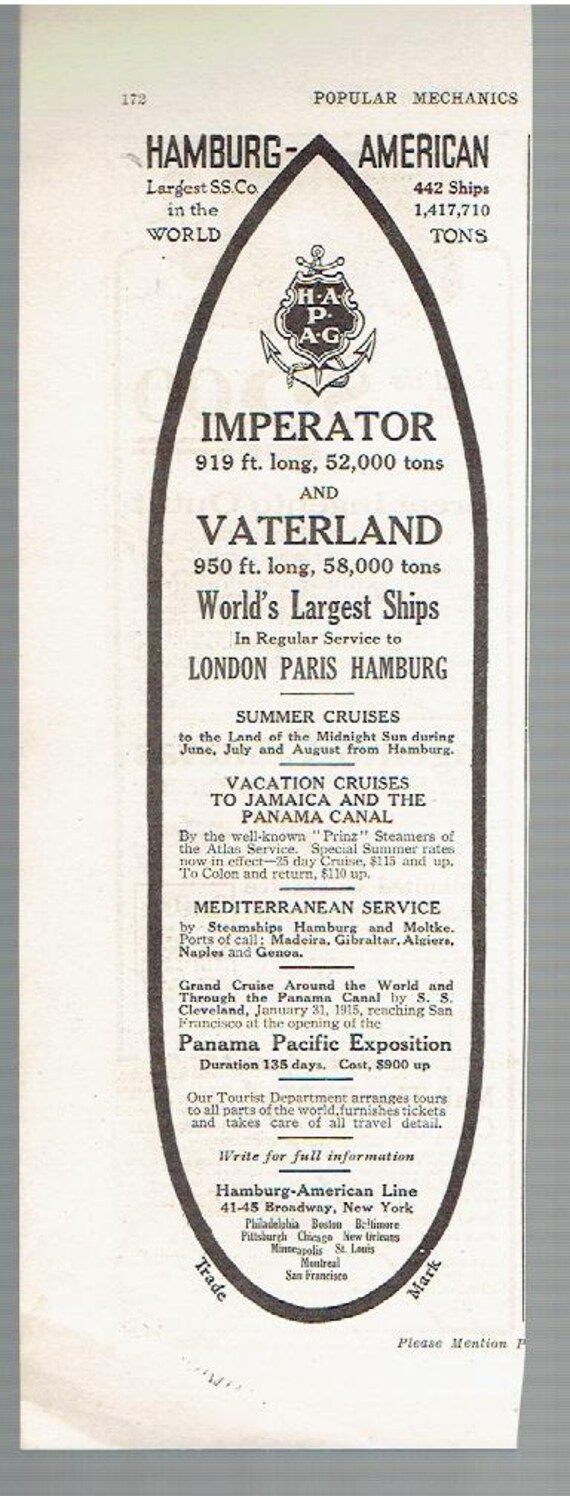 172
POPULAR MECHANICS
HAMBURG-AMERICAN
Largest S.S.Co.
in the
WORLD
442 Ships
1,417,710
TONS
H·A
P·
A·G
IMPERATOR
919 ft. long, 52,000 tons
AND
VATERLAND
950 ft. long, 58,000 tons
World's Largest Ships
In Regular Service to
LONDON PARIS HAMBURG
SUMMER CRUISES
to the Land of the Midnight Sun during
June, July and August from Hamburg.
VACATION CRUISES
TO JAMAICA AND THE
PANAMA CANAL
By the well-known "Prinz" Steamers of
the Atlas Service. Special Summer rates
now in effect—25 day Cruise, $115 and up.
To Colon and return, $110 up.
MEDITERRANEAN SERVICE
by Steamships Hamburg and Moltke.
Ports of call: Madeira, Gibraltar, Algiers,
Naples and Genoa.
Grand Cruise Around the World and
Through the Panama Canal by S. S.
Cleveland, January 31, 1915, reaching San
Francisco at the opening of the
Panama Pacific Exposition
Duration 135 days. Cost, $900 up
Our Tourist Department arranges tours
to all parts of the world, furnishes tickets
and takes care of all travel detail.
Write for full information
Hamburg-American Line
41-45 Broadway, New York
Philadelphia Boston Baltimore
Pittsburgh Chicago New Orleans
Minneapolis St. Louis
Montreal
San Francisco
Trade Mark
Please Mention P